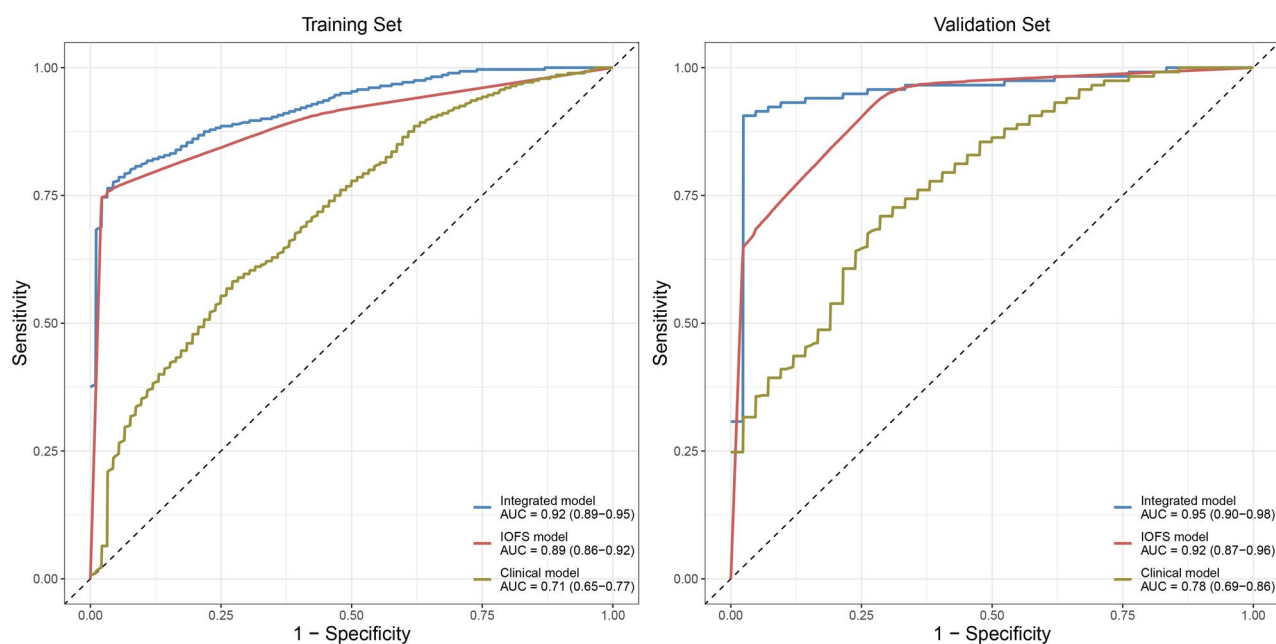 Training Set
Sensitivity
1.00
0.75
0.50
0.25
0.00
Integrated model
AUC = 0.92 (0.89−0.95)
IOFS model
AUC = 0.89 (0.86−0.92)
Clinical model
AUC = 0.71 (0.65−0.77)
0.00 0.25 0.50 0.75 1.00
1 − Specificity
Validation Set
Sensitivity
1.00
0.75
0.50
0.25
0.00
Integrated model
AUC = 0.95 (0.90−0.98)
IOFS model
AUC = 0.92 (0.87−0.96)
Clinical model
AUC = 0.78 (0.69−0.86)
0.00 0.25 0.50 0.75 1.00
1 − Specificity